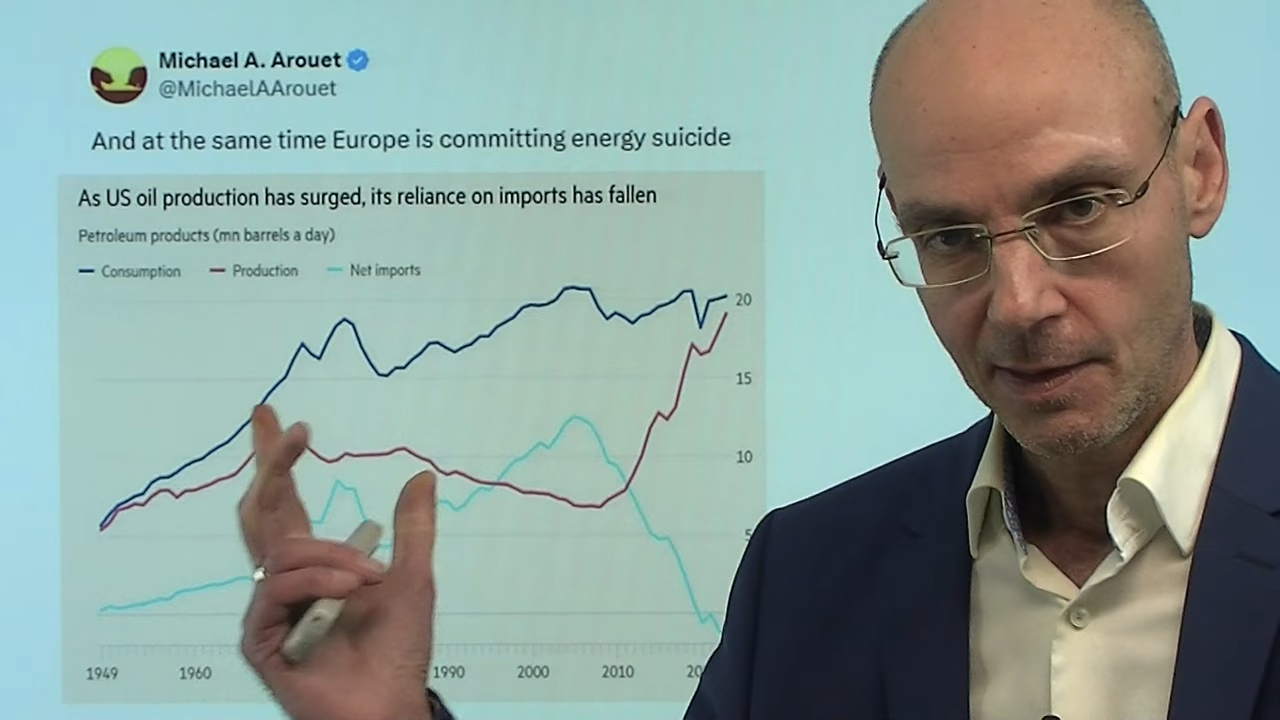 Michael A. Arouet
@MichaelAArouet
And at the same time Europe is committing energy suicide
As US oil production has surged, its reliance on imports has fallen
Petroleum products (mn barrels a day)
Consumption Production Net imports
20
15
10
5
1949 1960 1990 2000 2010